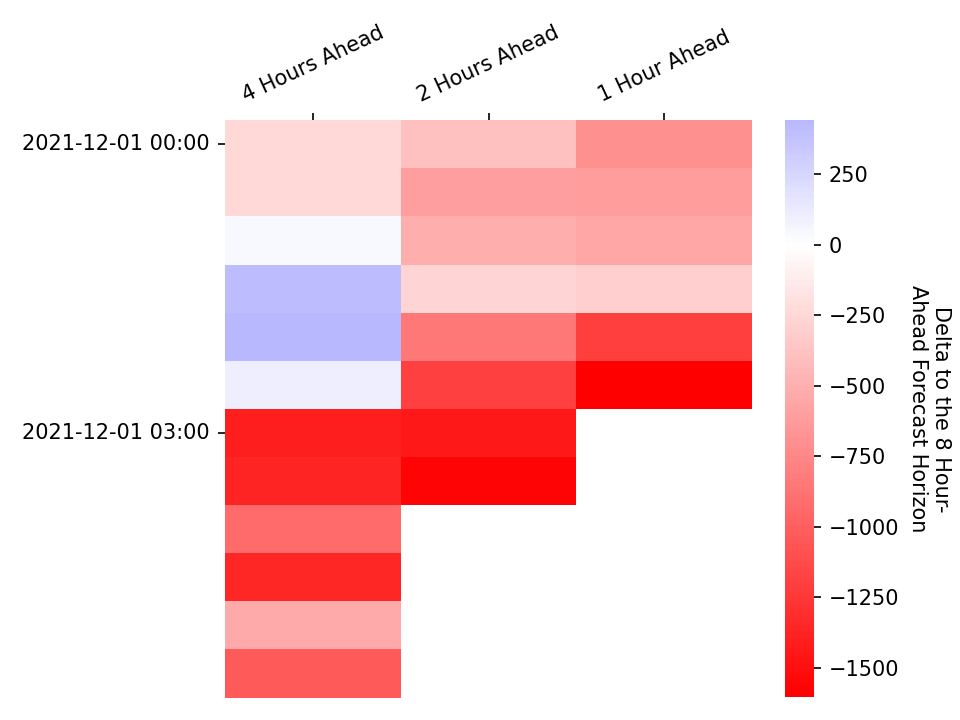 4 Hours Ahead
2 Hours Ahead
1 Hour Ahead
2021-12-01 00:00
2021-12-01 03:00
250
0
−250
−500
−750
−1000
−1250
−1500
Delta to the 8 Hour-
Ahead Forecast Horizon